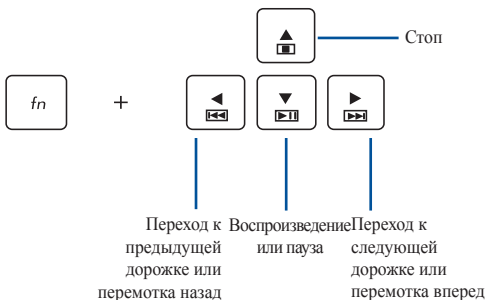 Стоп
fn +
Переход к
предыдущей
дорожке или
перемотка назад
Воспроизведение
или пауза
Переход к
следующей
дорожке или
перемотка вперед